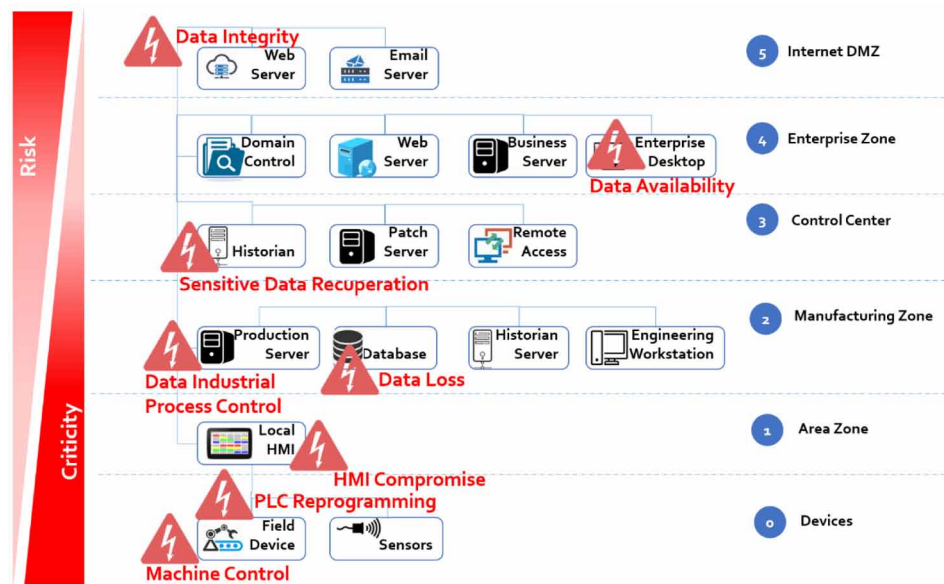 Risk
Criticity
Data Integrity
Web
Server
Email
Server
5
Internet DMZ
Domain
Control
Web
Server
Business
Server
Enterprise
Desktop
Data Availability
4
Enterprise Zone
Historian
Patch
Server
Remote
Access
Sensitive Data Recuperation
3
Control Center
Production
Server
Database
Historian
Server
Engineering
Workstation
Data Industrial
Process Control
Data Loss
2
Manufacturing Zone
Local
HMI
HMI Compromise
1
Area Zone
PLC Reprogramming
Field
Device
Sensors
Machine Control
0
Devices